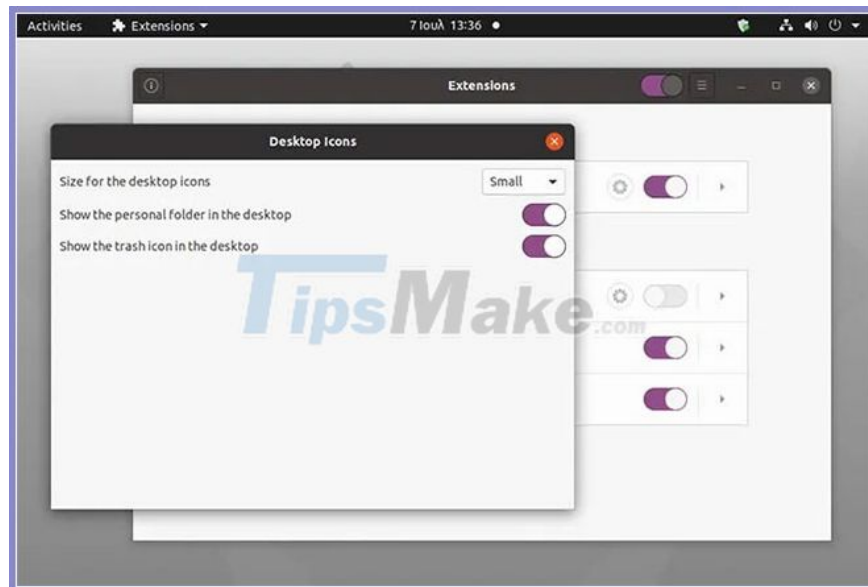 Activities Extensions 7 Ιουλ 13:36
Extensions
Desktop Icons
Size for the desktop icons Small
Show the personal folder in the desktop
Show the trash icon in the desktop
TipsMake.com